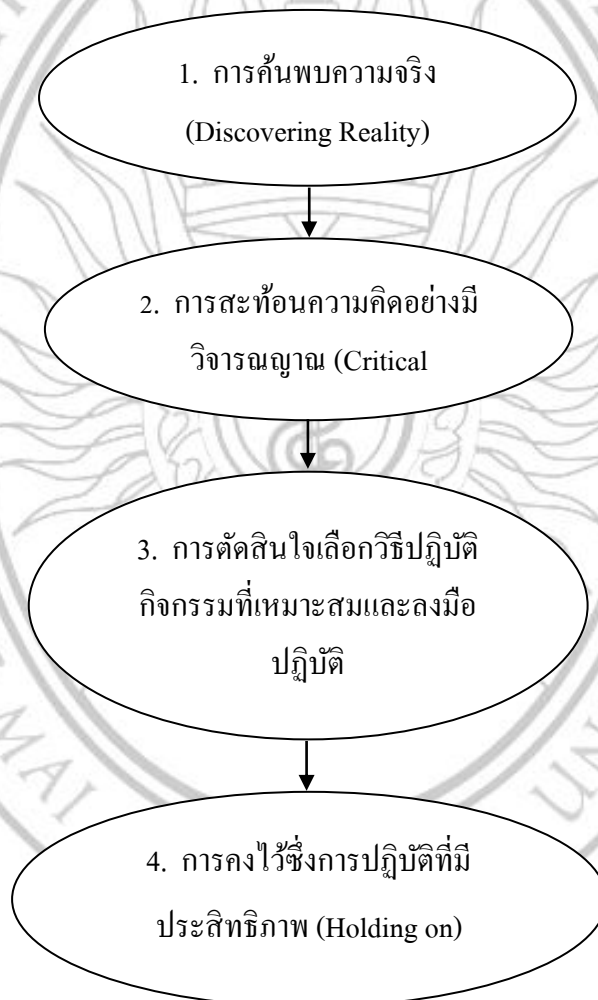 1. การค้นพบความจริง
(Discovering Reality)
2. การสะท้อนความคิดอย่างมี
วิจารณญาณ (Critical
3. การตัดสินใจเลือกวิธีปฏิบัติ
กิจกรรมที่เหมาะสมและลงมือ
ปฏิบัติ
4. การคงไว้ซึ่งการปฏิบัติที่มี
ประสิทธิภาพ (Holding on)
MAI
UN